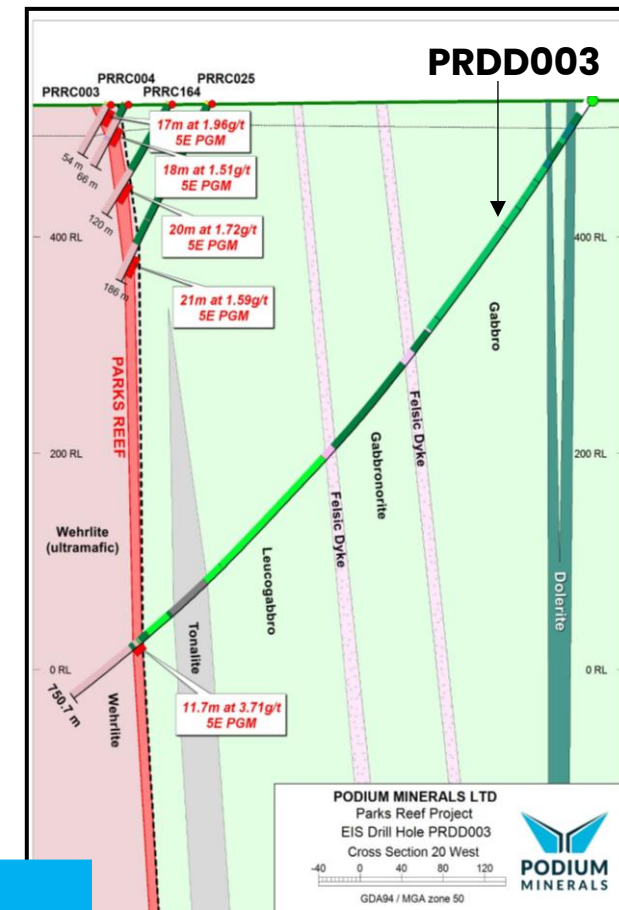 PRDD003
PRRC004
PRRC025
PRRC003
PRRC164
17m at 1.96g/t
5E PGM
18m at 1.51g/t
5E PGM
20m at 1.72g/t
5E PGM
21m at 1.59g/t
5E PGM
54 m
66 m
120 m
186 m
400 RL
400 RL
Gabbro
PARKS REEF
Felsic Dyke
Gabbronorite
200 RL
200 RL
Wehrlite
(ultramafic)
Felsic Dyke
Leucogabbro
Dolerite
Tonalite
0 RL
0 RL
750.7 m
Wehrlite
11.7m at 3.71g/t
5E PGM
PODIUM MINERALS LTD
Parks Reef Project
EIS Drill Hole PRDD003
Cross Section 20 West
-40 0 40 80 120
GDA94 / MGA zone 50
PODIUM
MINERALS